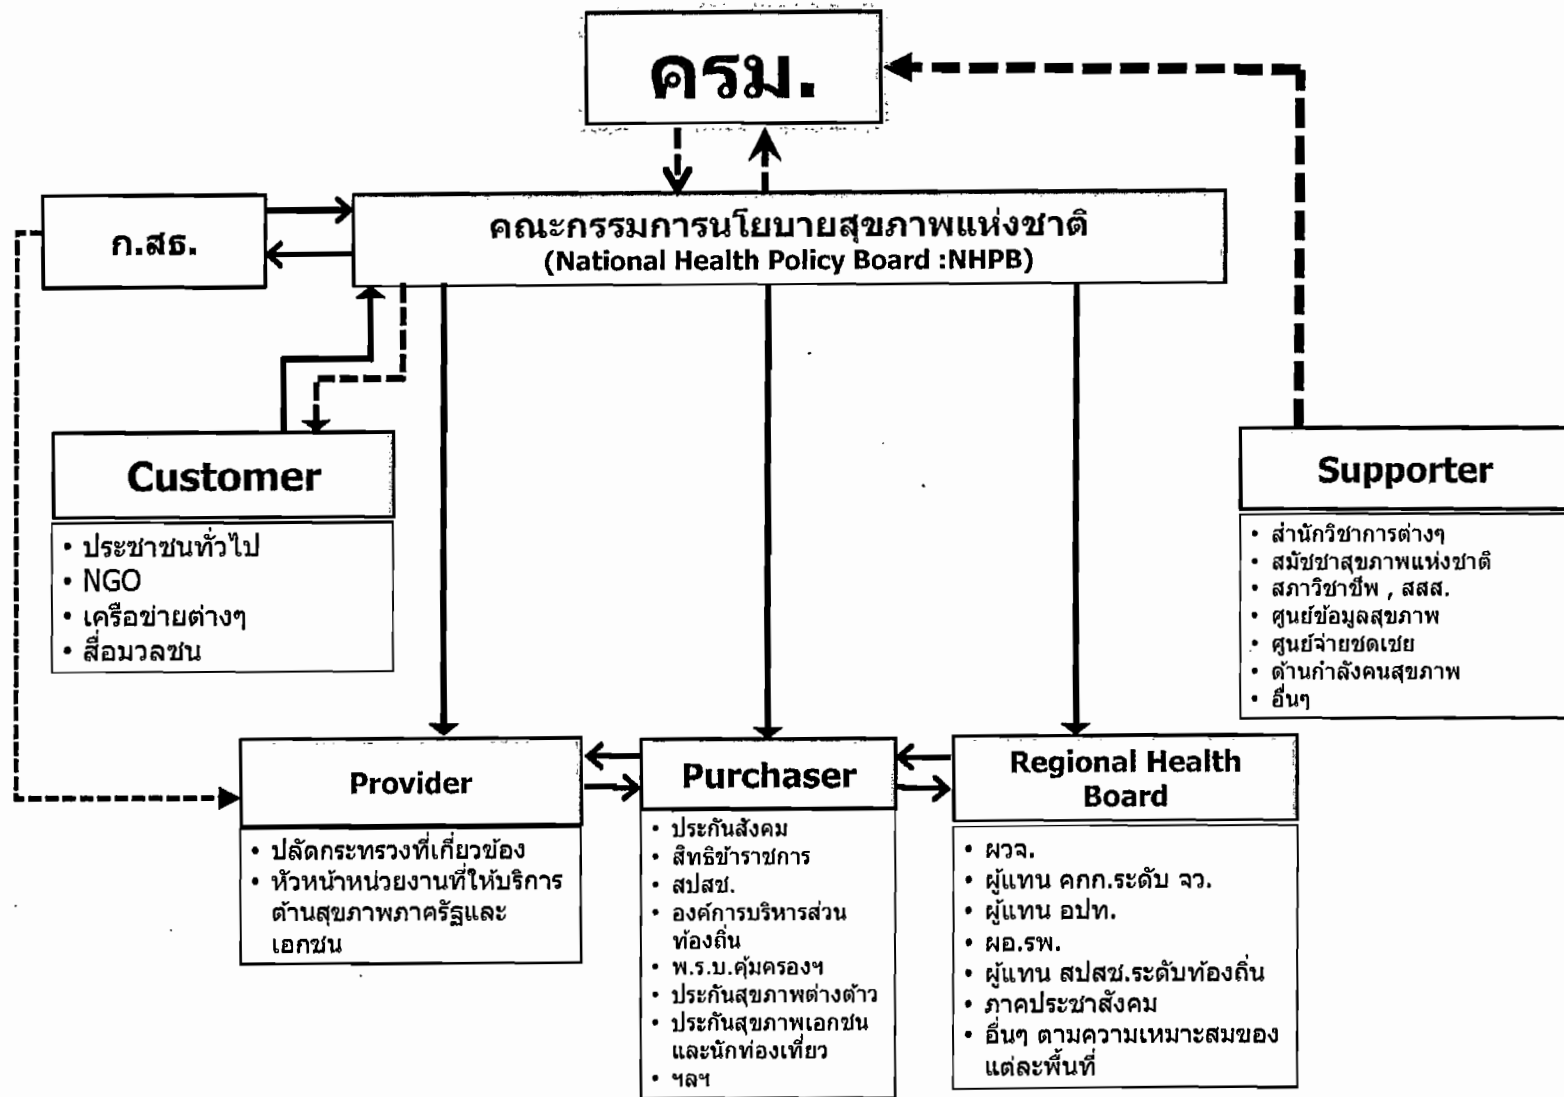 ครม.
ก.สธ.
คณะกรรมการนโยบายสุขภาพแห่งชาติ
(National Health Policy Board :NHPB)
Customer
• ประชาชนทั่วไป
• NGO
• เครือข่ายต่างๆ
• สื่อมวลชน
Supporter
• สำนักวิชาการต่างๆ
• สมัชชาสุขภาพแห่งชาติ
• สภาวิชาชีพ , สสส.
• ศูนย์ข้อมูลสุขภาพ
• ศูนย์จ่ายชดเชย
• ด้านกำลังคนสุขภาพ
• อื่นๆ
Provider
• ปลัดกระทรวงที่เกี่ยวข้อง
• หัวหน้าหน่วยงานที่ให้บริการ
ด้านสุขภาพภาครัฐและ
เอกชน
Purchaser
• ประกันสังคม
• สิทธิข้าราชการ
• สปสช.
• องค์การบริหารส่วน
ท้องถิ่น
• พ.ร.บ.คุ้มครองฯ
• ประกันสุขภาพต่างด้าว
• ประกันสุขภาพเอกชน
และนักท่องเที่ยว
• ฯลฯ
Regional Health
Board
• ผวจ.
• ผู้แทน คกก.ระดับ จว.
• ผู้แทน อปท.
• ผอ.รพ.
• ผู้แทน สปสช.ระดับท้องถิ่น
• ภาคประชาสังคม
• อื่นๆ ตามความเหมาะสมของ
แต่ละพื้นที่